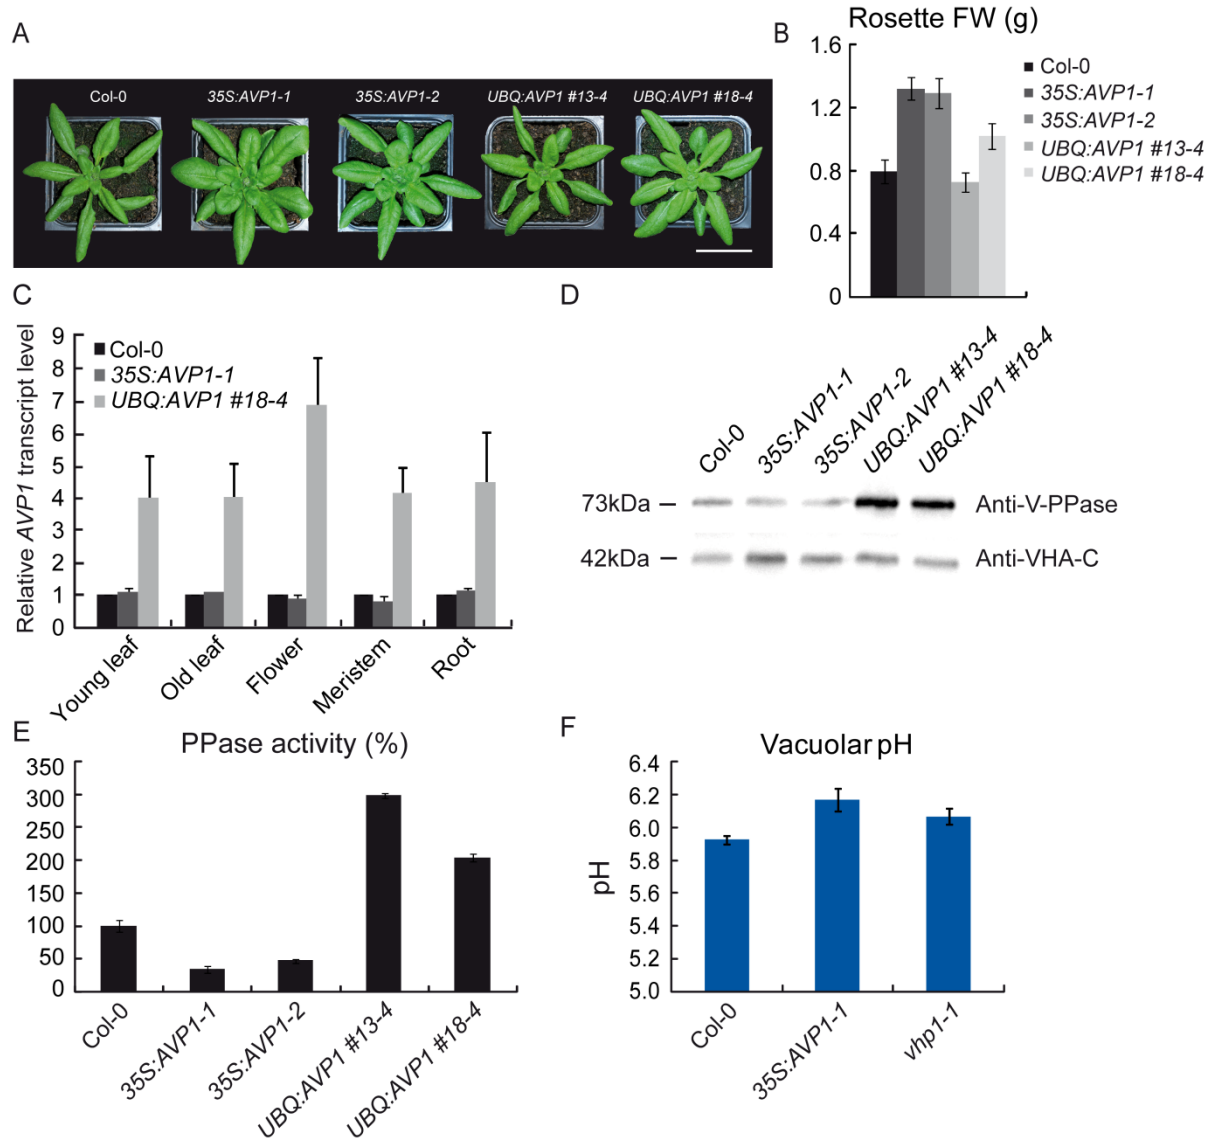 A
Col-0
35S:AVP1-1
35S:AVP1-2
UBQ:AVP1 #13-4
UBQ:AVP1 #18-4
B
Rosette FW (g)
1.6
1.2
0.8
0.4
0
Col-0
35S:AVP1-1
35S:AVP1-2
UBQ:AVP1 #13-4
UBQ:AVP1 #18-4
C
Relative AVP1 transcript level
9
8
7
6
5
4
3
2
1
0
Col-0
35S:AVP1-1
UBQ:AVP1 #18-4
Young leaf
Old leaf
Flower
Meristem
Root
D
Col-0
35S:AVP1-1
35S:AVP1-2
UBQ:AVP1 #13-4
UBQ:AVP1 #18-4
73kDa
Anti-V-PPase
42kDa
Anti-VHA-C
E
PPase activity (%)
350
300
250
200
150
100
50
0
Col-0
35S:AVP1-1
35S:AVP1-2
UBQ:AVP1 #13-4
UBQ:AVP1 #18-4
F
Vacuolar pH
pH
6.4
6.2
6.0
5.8
5.6
5.4
5.2
5.0
Col-0
35S:AVP1-1
vhp1-1